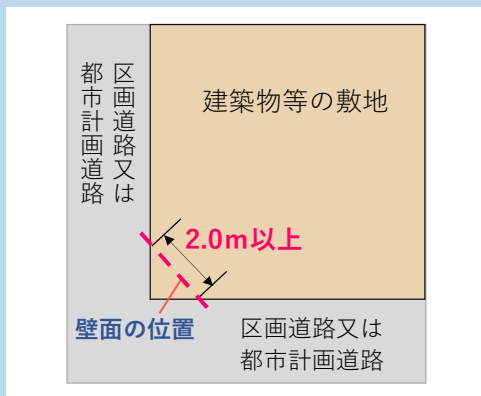 区画道路又は
都市計画道路
建築物等の敷地
2.0m以上
壁面の位置
区画道路又は
都市計画道路